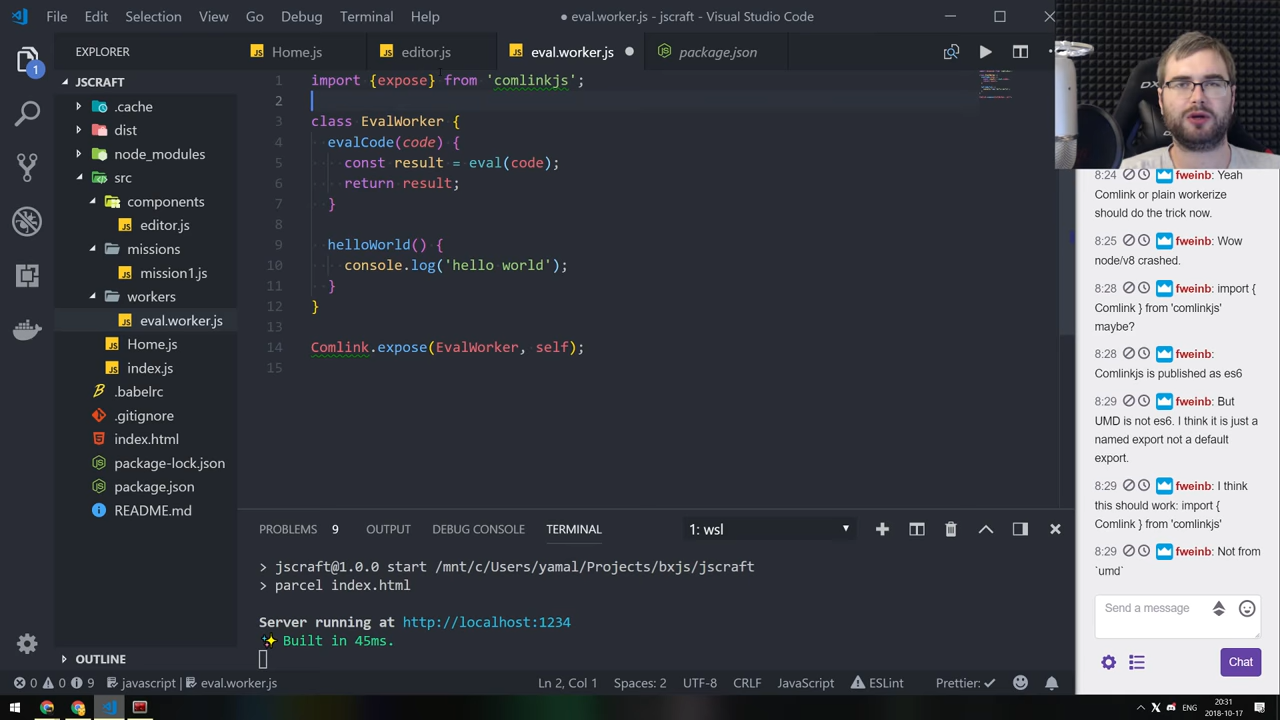 File Edit Selection View Go Debug Terminal Help
● eval.worker.js - jscraft - Visual Studio Code
EXPLORER
JSCRAFT
.cache
dist
node_modules
src
components
editor.js
missions
mission1.js
workers
eval.worker.js
Home.js
index.js
.babelrc
.gitignore
index.html
package-lock.json
package.json
README.md
OUTLINE
1
Home.js editor.js eval.worker.js ● package.json
1 import {expose} from 'comlinkjs';
2
3 class EvalWorker {
4 evalCode(code) {
5 const result = eval(code);
6 return result;
7 }
8
9 helloWorld() {
10 console.log('hello world');
11 }
12 }
13
14 Comlink.expose(EvalWorker, self);
15
PROBLEMS 9 OUTPUT DEBUG CONSOLE TERMINAL 1: wsl
> jscraft@1.0.0 start /mnt/c/Users/yamal/Projects/bxjs/jscraft
> parcel index.html
Server running at http://localhost:1234
✨ Built in 45ms.
0 0 9 javascript eval.worker.js Ln 2, Col 1 Spaces: 2 UTF-8 CRLF JavaScript ESLint Prettier: ✓
8:24 fweinb: Yeah
Comlink or plain workerize
should do the trick now.
8:25 fweinb: Wow
node/v8 crashed.
8:28 fweinb: import {
Comlink } from 'comlinkjs'
maybe?
8:28 fweinb:
Comlinkjs is published as es6
8:29 fweinb: But
UMD is not es6. I think it is just a
named export not a default
export.
8:29 fweinb: I think
this should work: import {
Comlink } from 'comlinkjs'
8:29 fweinb: Not from
`umd`
Send a message
Chat
ENG
20:31
2018-10-17